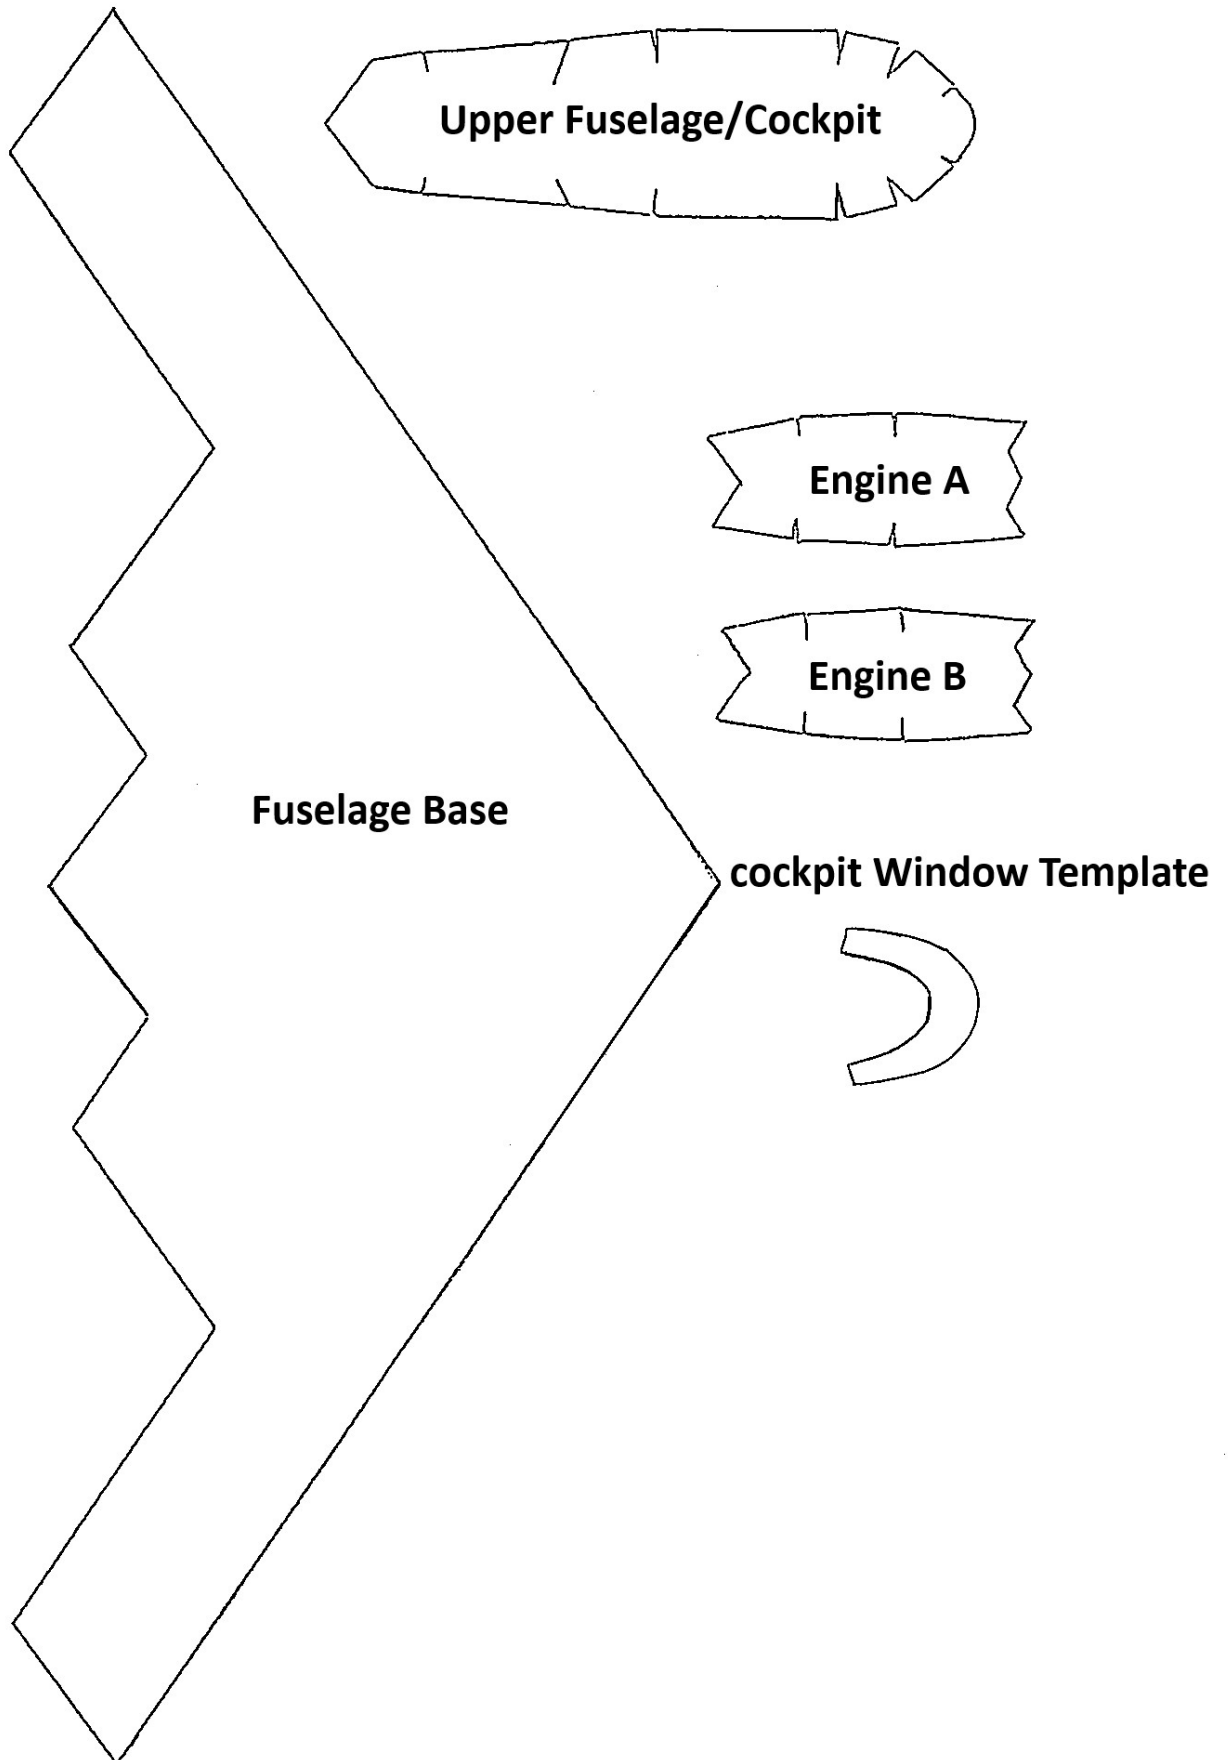 Upper Fuselage/Cockpit
Engine A
Engine B
Fuselage Base
cockpit Window Template